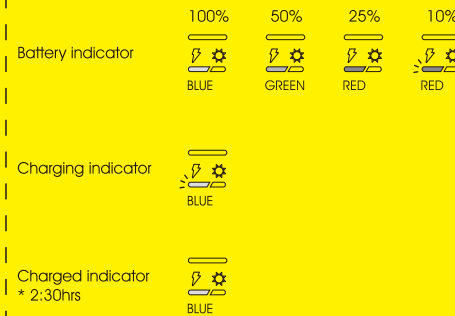 100% 50% 25% 10%
Battery indicator
BLUE GREEN RED RED
Charging indicator
BLUE
Charged indicator
* 2:30hrs
BLUE